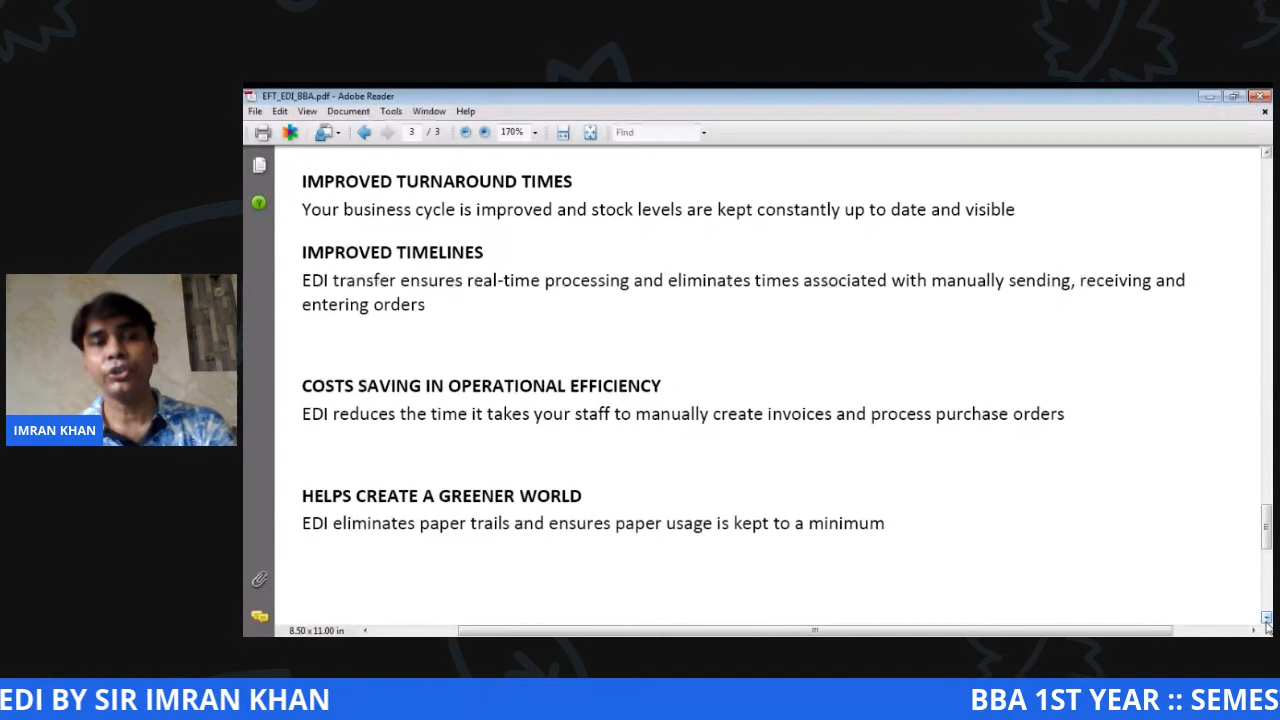 EFT_EDI_BBA.pdf - Adobe Reader
File Edit View Document Tools Window Help
3 / 3 170% Find
IMPROVED TURNAROUND TIMES
Your business cycle is improved and stock levels are kept constantly up to date and visible
IMPROVED TIMELINES
EDI transfer ensures real-time processing and eliminates times associated with manually sending, receiving and
entering orders
COSTS SAVING IN OPERATIONAL EFFICIENCY
EDI reduces the time it takes your staff to manually create invoices and process purchase orders
HELPS CREATE A GREENER WORLD
EDI eliminates paper trails and ensures paper usage is kept to a minimum
8.50 x 11.00 in
IMRAN KHAN
EDI BY SIR IMRAN KHAN
BBA 1ST YEAR :: SEMES